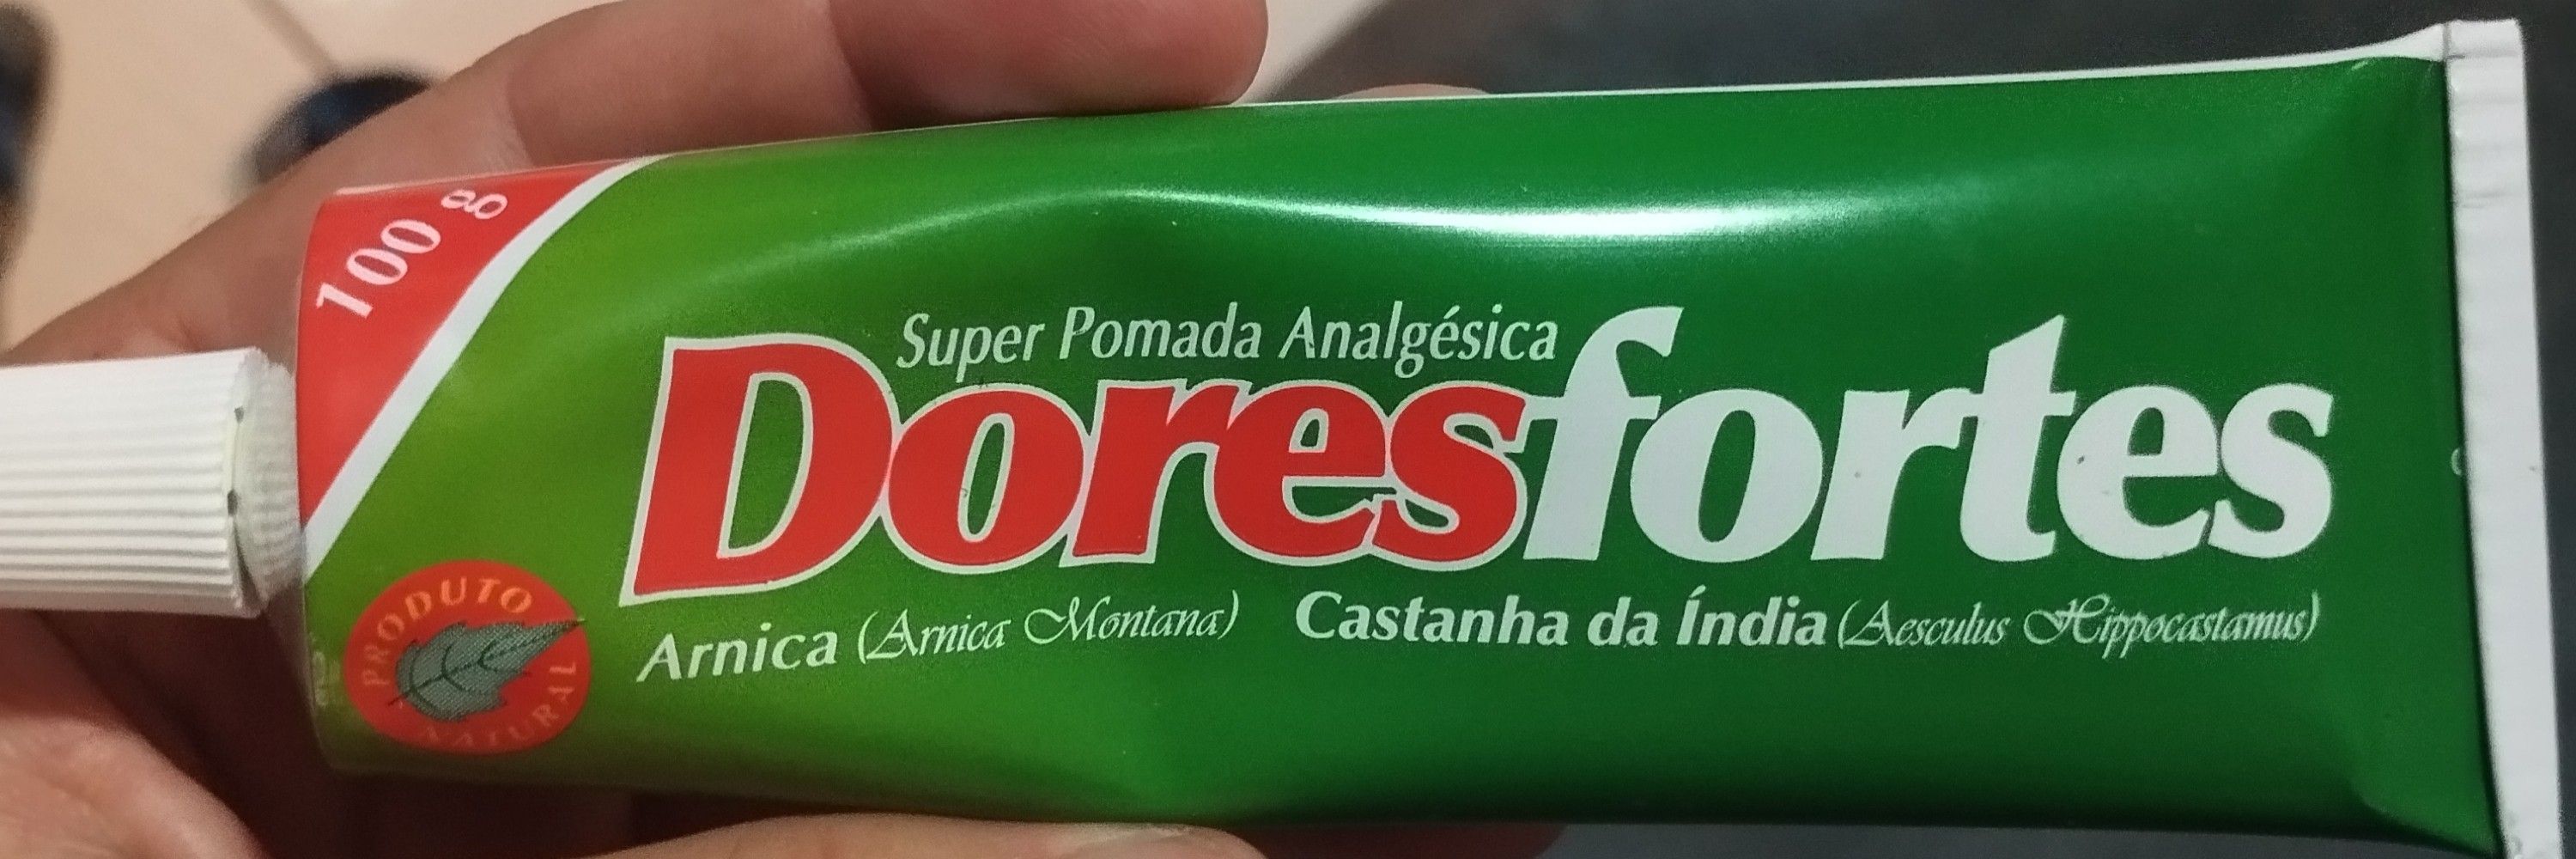 100 g
Super Pomada Analgésica
Doresfortes
Arnica (Arnica Montana) Castanha da Índia (Aesculus Hippocastamus)
PRODUTO
NATURAL